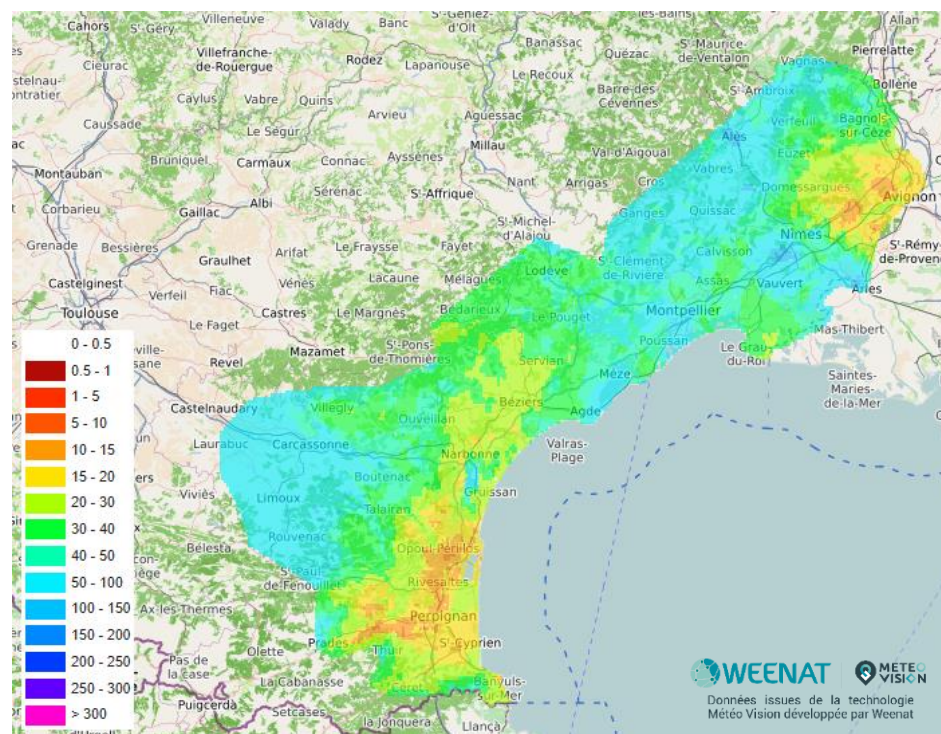 Cahors
St-Géry
Villeneuve
Valady
Banc
St-Géniez
d'Olt
les-Bains
Allan
Cieurac
Villefranche
-de-Rouergue
Rodez
Lapanouse
Banassac
Quézac
St-Maurice
-de-Ventalon
Pierrelatte
Vagnas
Bollène
Le Recoux
Barre-des
Cévennes
St-Ambroix
Caylus
Vabre
Quins
Arvieu
Aguessac
Verfeuil
Bagnols
-sur-Cèze
Caussade
Le Ségur
Millau
Alès
Bruniquel
Carmaux
Connac
Ayssènes
Val-d'Aigoual
Euzet
Montauban
Sérénac
Nant
Arrigas
Cros
Vabres
Domessargues
Avignon
Corbarieu
Gaillac
Albi
St-Affrique
Ganges
Quissac
Grenade
Bessières
Arifat
Le Fraysse
Fayet
St-Michel
-d'Alajou
Nîmes
St-Rémy
-de-Provence
Graulhet
Calvisson
Castelginest
Vénès
Lacaune
Mélagues
Lodève
St-Clément
de-Rivière
Assas
Vauvert
Arles
Verfeil
Fiac
Bédarieux
Toulouse
Castres
Le Margnès
Le Pouget
Montpellier
Le Faget
Mas-Thibert
St-Pons
-de-Thomières
Poussan
Le Grau
-du-Roi
Revel
Mazamet
Servian
Mèze
Saintes-
Maries-
de-la-Mer
Castelnaudary
Villegly
Ouveillan
Béziers
Agde
Laurabuc
Carcassonne
Valras-
Plage
Narbonne
Boutenac
Gruissan
Viviès
Limoux
Talairan
Bélesta
Rouvenac
Opoul-Périllos
St-Paul
de-Fenouillet
Rivesaltes
Ax-les-Thermes
Perpignan
Olette
Prades
Thuir
St-Cyprien
Pas de
la case
La Cabanasse
Céret
Banyuls-
sur-Mer
Puigcerdà
Setcases
la Jonquera
Llançà
0 - 0.5
0.5 - 1
1 - 5
5 - 10
10 - 15
15 - 20
20 - 30
30 - 40
40 - 50
50 - 100
100 - 150
150 - 200
200 - 250
250 - 300
> 300
WEENAT
MÉTÉO
VISION
Données issues de la technologie
Météo Vision développée par Weenat